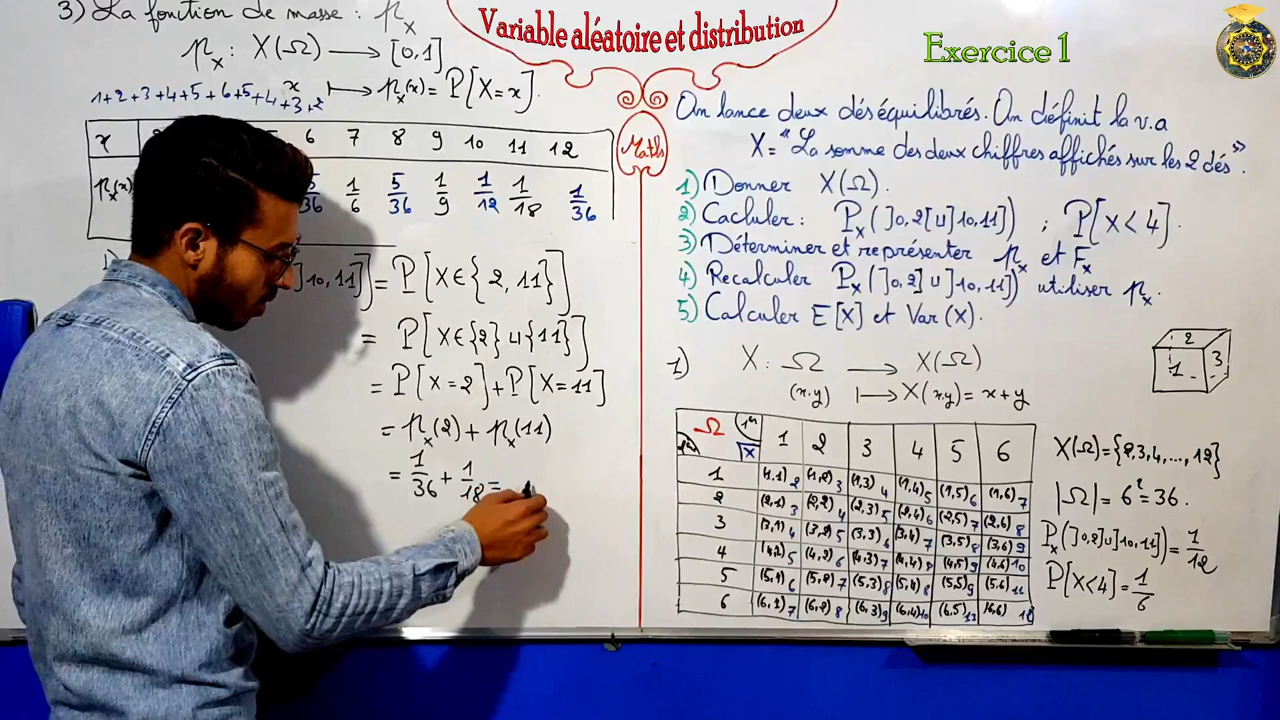 Variable aléatoire et distribution
Exercice 1
Maths
3) La fonction de masse : p_X
p_X : X(Ω) → [0,1]
x ↦ p_X(x) = P[X=x].
1+2+3+4+5+6+5+4+3+2
x 6 7 8 9 10 11 12
p_X(x) 5/36 1/6 5/36 1/9 1/12 1/18 1/36
]10,11]] = P[X∈{2,11}]
= P[X∈{2}∪{11}]
= P[X=2]+P[X=11]
= p_X(2) + p_X(11)
= 1/36 + 1/18 =
On lance deux dés équilibrés. On définit la v.a
X= "La somme des deux chiffres affichés sur les 2 dés".
1) Donner X(Ω).
2) Cacluler : P_X(]0,2[∪]10,11]) ; P[X<4].
3) Déterminer et représenter p_X et F_X
4) Recalculer P_X(]0,2]∪]10,11]) utiliser p_X.
5) Calculer E[X] et Var(X).
1) X: Ω → X(Ω)
(x,y) ↦ X(x,y) = x+y
2
1 3
Ω X 1 2 3 4 5 6
1 (1,1) 2 (1,2) 3 (1,3) 4 (1,4) 5 (1,5) 6 (1,6) 7
2 (2,1) 3 (2,2) 4 (2,3) 5 (2,4) 6 (2,5) 7 (2,6) 8
3 (3,1) 4 (3,2) 5 (3,3) 6 (3,4) 7 (3,5) 8 (3,6) 9
4 (4,1) 5 (4,2) 6 (4,3) 7 (4,4) 8 (4,5) 9 (4,6) 10
5 (5,1) 6 (5,2) 7 (5,3) 8 (5,4) 9 (5,5) (5,6) 11
6 (6,1) 7 (6,2) 8 (6,3) 9 (6,4) 10 (6,5) 11 (6,6) 12
X(Ω)={2,3,4,...,12}
|Ω| = 6² = 36.
P_X(]0,2]∪]10,11]) = 1/12
P[X<4] = 1/6